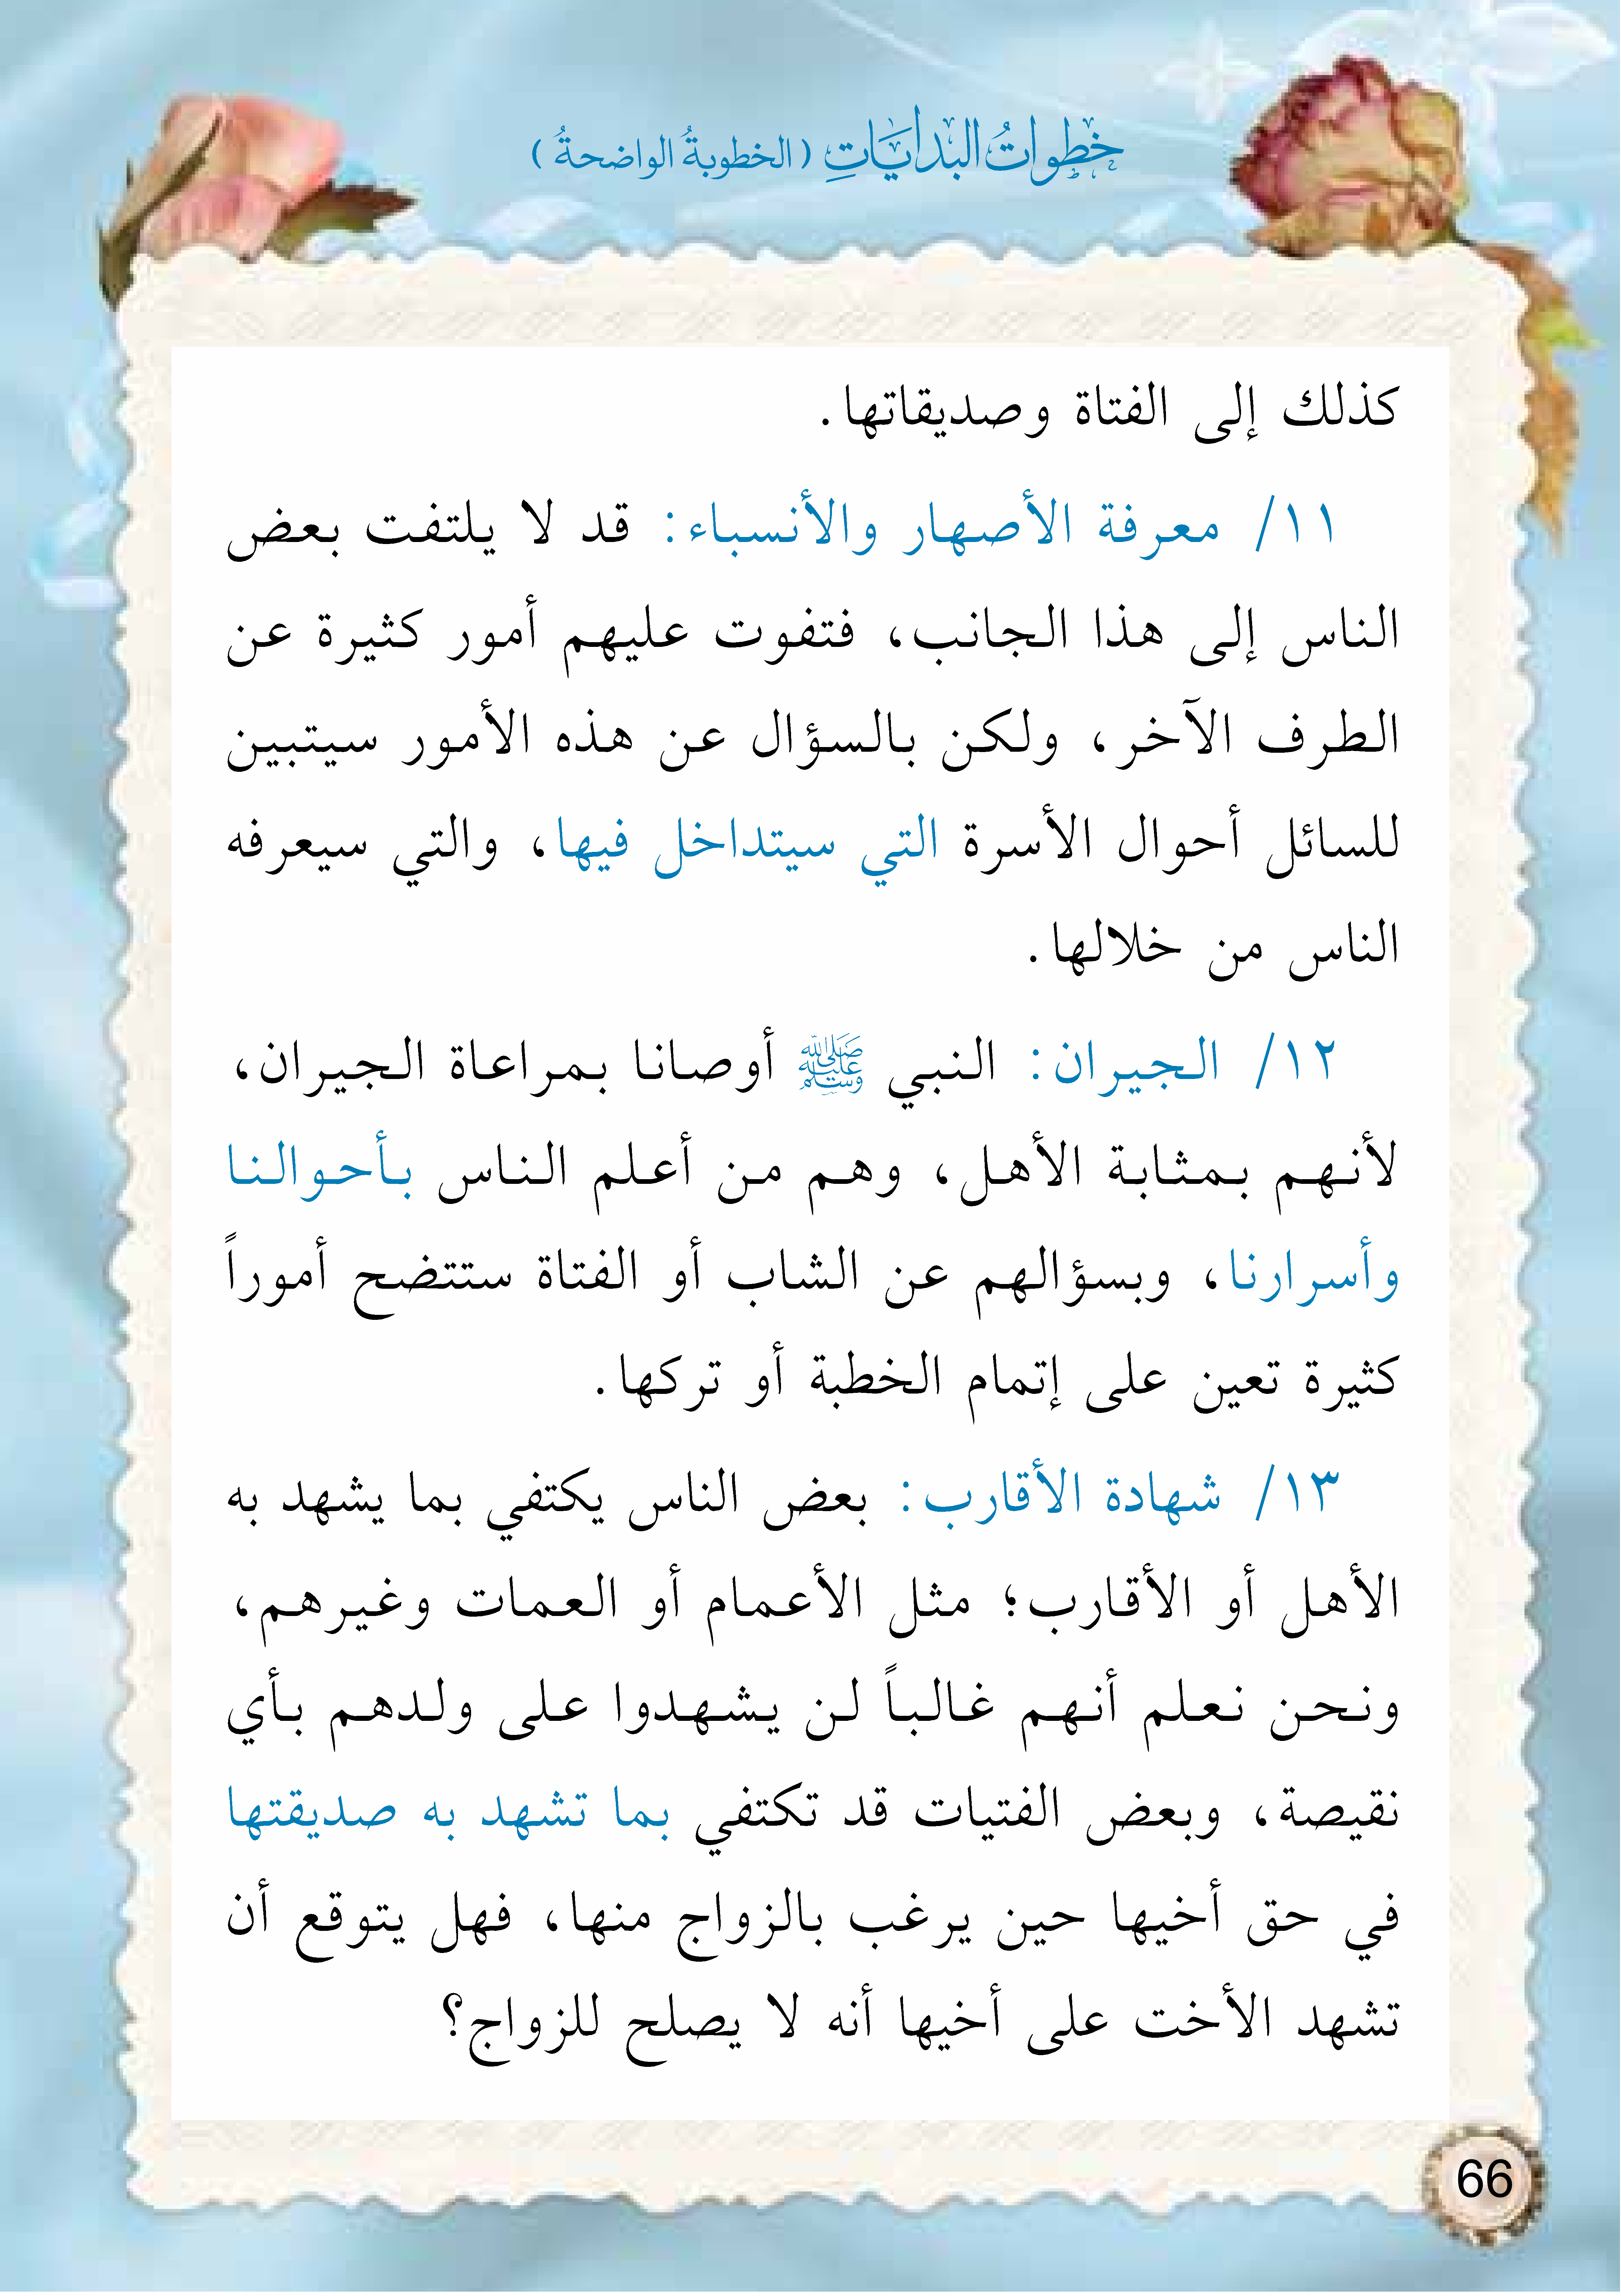 خطواتُ البداياتِ ( الخطوبةُ الواضحةُ )
كذلك إلى الفتاة وصديقاتها.
١١/ معرفة الأصهار والأنسباء: قد لا يلتفت بعض
الناس إلى هذا الجانب، فتفوت عليهم أمور كثيرة عن
الطرف الآخر، ولكن بالسؤال عن هذه الأمور سيتبين
للسائل أحوال الأسرة التي سيتداخل فيها، والتي سيعرفه
الناس من خلالها.
١٢/ الجيران: النبي ﷺ أوصانا بمراعاة الجيران،
لأنهم بمثابة الأهل، وهم من أعلم الناس بأحوالنا
وأسرارنا، وبسؤالهم عن الشاب أو الفتاة ستتضح أموراً
كثيرة تعين على إتمام الخطبة أو تركها.
١٣/ شهادة الأقارب: بعض الناس يكتفي بما يشهد به
الأهل أو الأقارب؛ مثل الأعمام أو العمات وغيرهم،
ونحن نعلم أنهم غالباً لن يشهدوا على ولدهم بأي
نقيصة، وبعض الفتيات قد تكتفي بما تشهد به صديقتها
في حق أخيها حين يرغب بالزواج منها، فهل يتوقع أن
تشهد الأخت على أخيها أنه لا يصلح للزواج؟
66